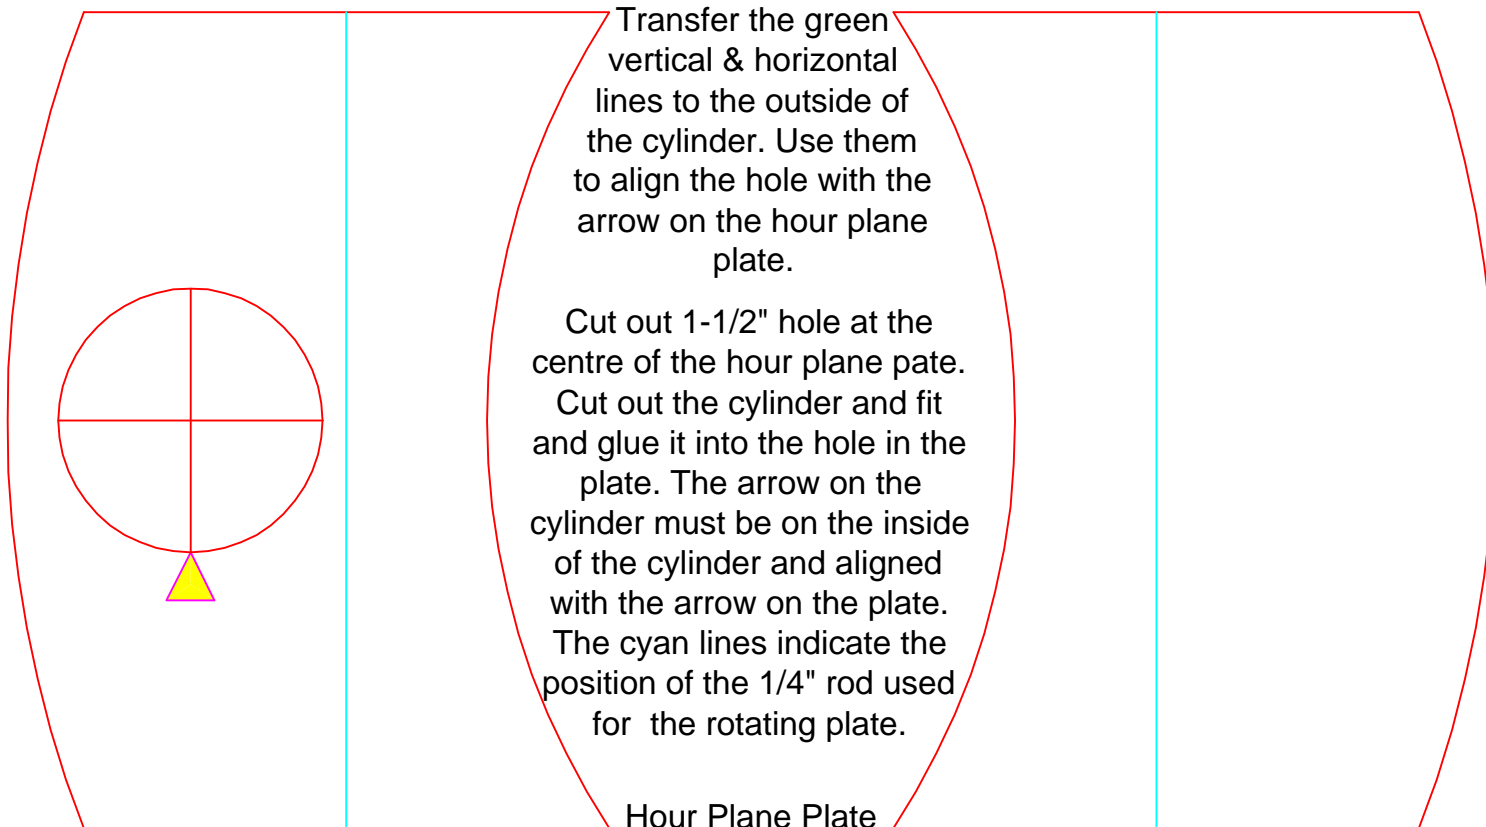 Transfer the green
vertical & horizontal
lines to the outside of
the cylinder. Use them
to align the hole with the
arrow on the hour plane
plate.
Cut out 1-1/2" hole at the
centre of the hour plane pate.
Cut out the cylinder and fit
and glue it into the hole in the
plate. The arrow on the
cylinder must be on the inside
of the cylinder and aligned
with the arrow on the plate.
The cyan lines indicate the
position of the 1/4" rod used
for  the rotating plate.
Hour Plane Plate